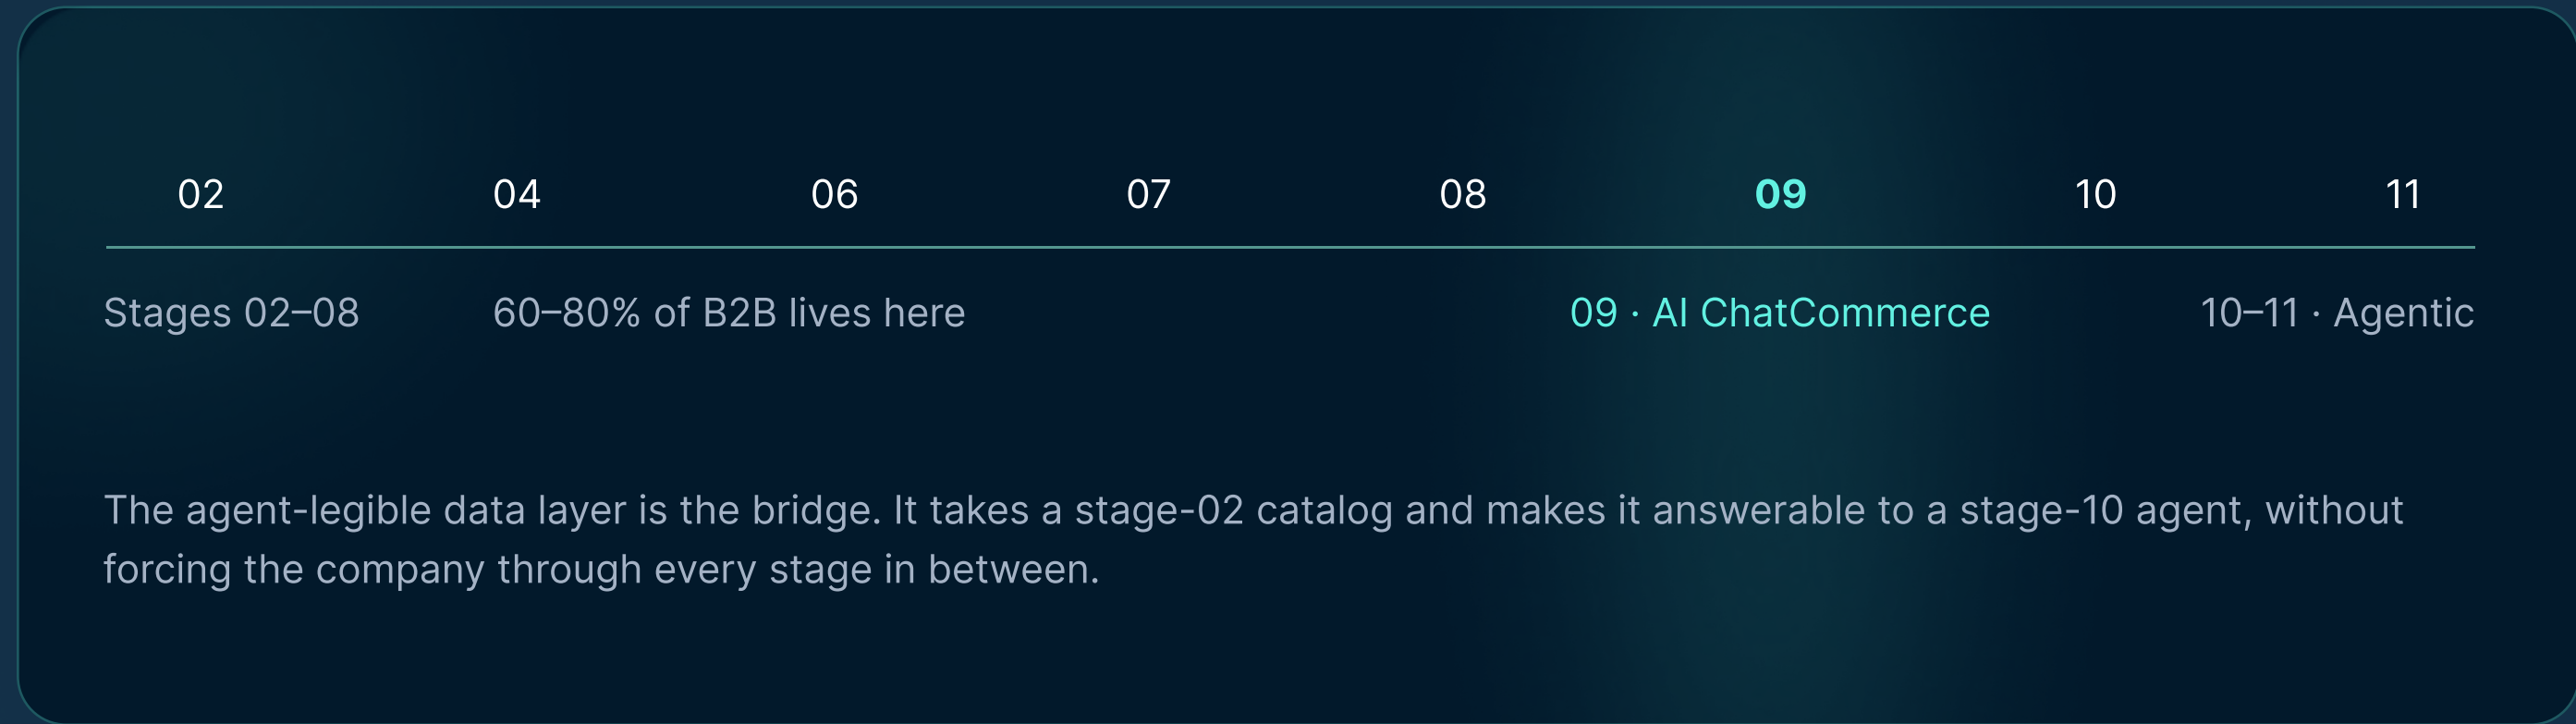 02 04 06 07 08 09 10 11
Stages 02–08 60–80% of B2B lives here 09 · AI ChatCommerce 10–11 · Agentic
The agent-legible data layer is the bridge. It takes a stage-02 catalog and makes it answerable to a stage-10 agent, without
forcing the company through every stage in between.